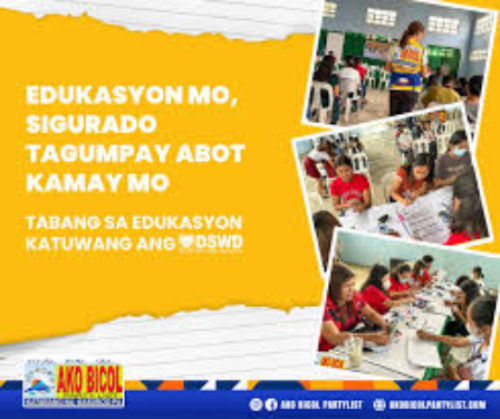 EDUKASYON MO,
SIGURADO
TAGUMPAY ABOT
KAMAY MO
TABANG SA EDUKASYON
KATUWANG ANG DSWD
AKO BICOL
AKO BICOL PARTYLIST
AKOBICOLPARTYLIST.COM